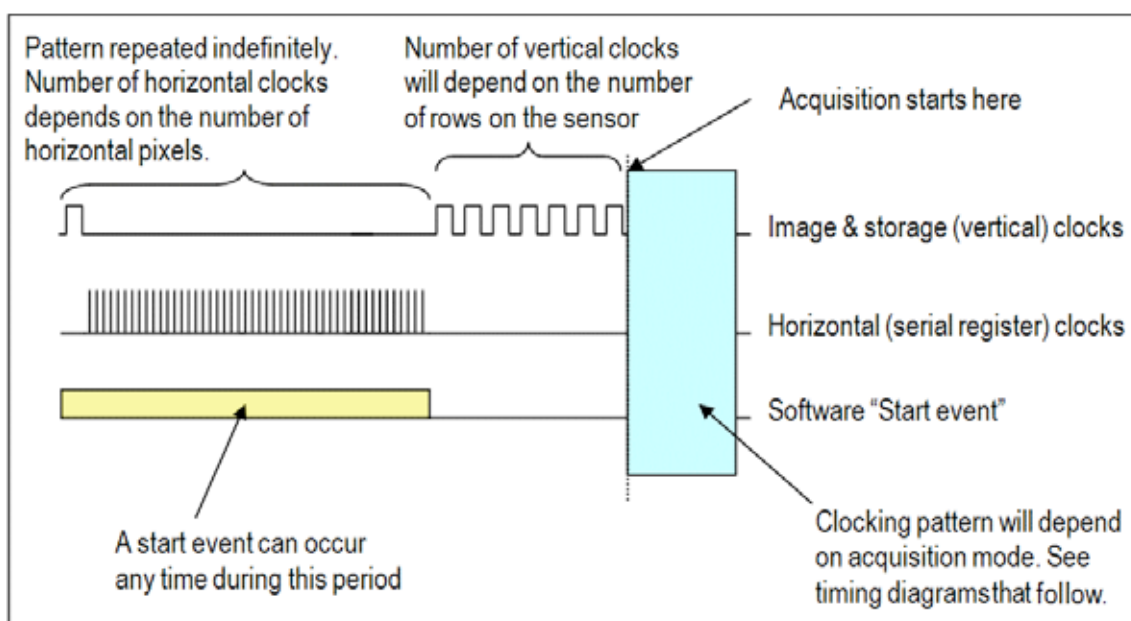 Pattern repeated indefinitely.
Number of horizontal clocks
depends on the number of
horizontal pixels.
Number of vertical clocks
will depend on the number
of rows on the sensor
Acquisition starts here
Image & storage (vertical) clocks
Horizontal (serial register) clocks
Software “Start event”
A start event can occur
any time during this period
Clocking pattern will depend
on acquisition mode. See
timing diagrams that follow.